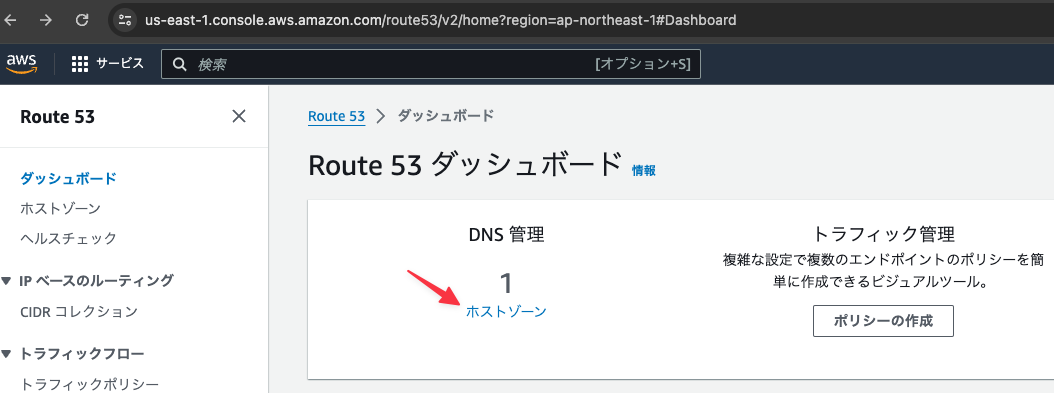 us-east-1.console.aws.amazon.com/route53/v2/home?region=ap-northeast-1#Dashboard
aws
サービス
検索
[オプション+S]
Route 53
ダッシュボード
ホストゾーン
ヘルスチェック
IP ベースのルーティング
CIDR コレクション
トラフィックフロー
トラフィックポリシー
Route 53
ダッシュボード
Route 53 ダッシュボード 情報
DNS 管理
1
ホストゾーン
トラフィック管理
複雑な設定で複数のエンドポイントのポリシーを簡
単に作成できるビジュアルツール。
ポリシーの作成